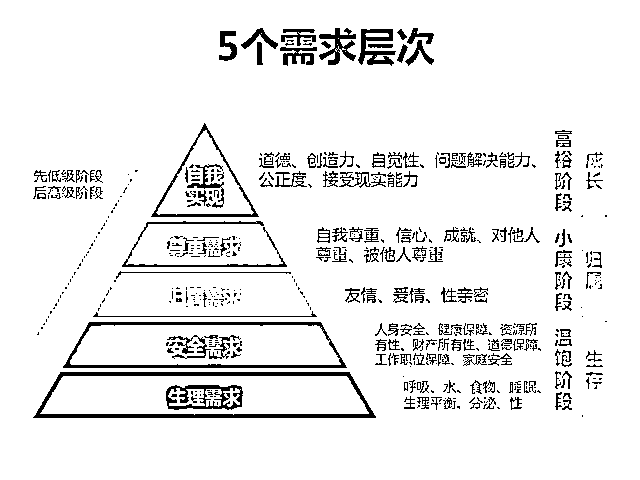 5个需求层次
先低级阶段
后高级阶段
自我
实现
道德、创造力、自觉性、问题解决能力、
公正度、接受现实能力
尊重需求
自我尊重、信心、成就、对他人
尊重、被他人尊重
归属需求
友情、爱情、性亲密
安全需求
人身安全、健康保障、资源所
有性、财产所有性、道德保障、
工作职位保障、家庭安全
生理需求
呼吸、水、食物、睡眠、
生理平衡、分泌、性
富裕阶段
小康阶段
温饱阶段
成长
归属
生存